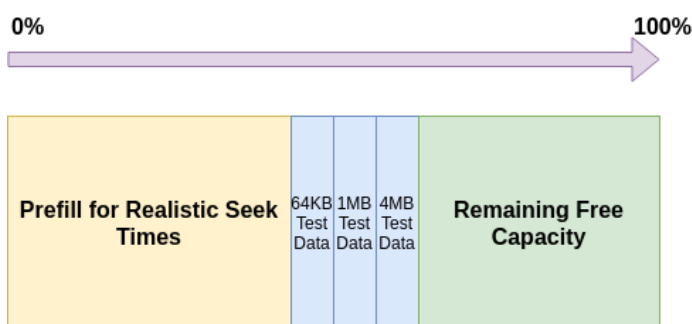 0%
100%
Prefill for Realistic Seek
Times
64KB
Test
Data
1MB
Test
Data
4MB
Test
Data
Remaining Free
Capacity